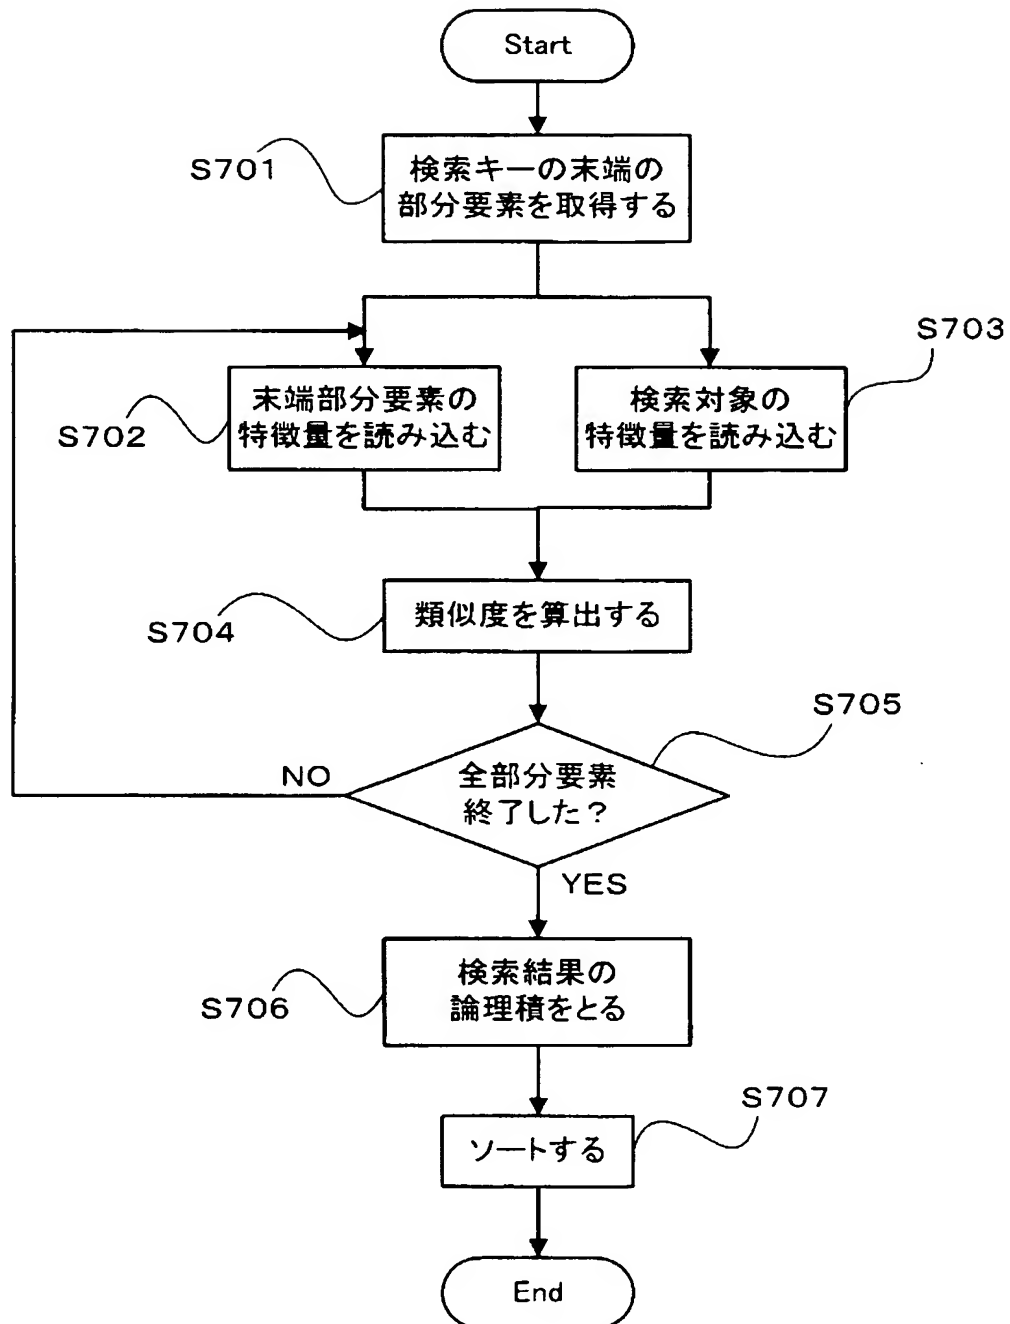 Start
S701
検索キーの末端の
部分要素を取得する
S703
S702
末端部分要素の
特徴量を読み込む
検索対象の
特徴量を読み込む
S704
類似度を算出する
S705
NO
全部分要素
終了した？
YES
S706
検索結果の
論理積をとる
S707
ソートする
End